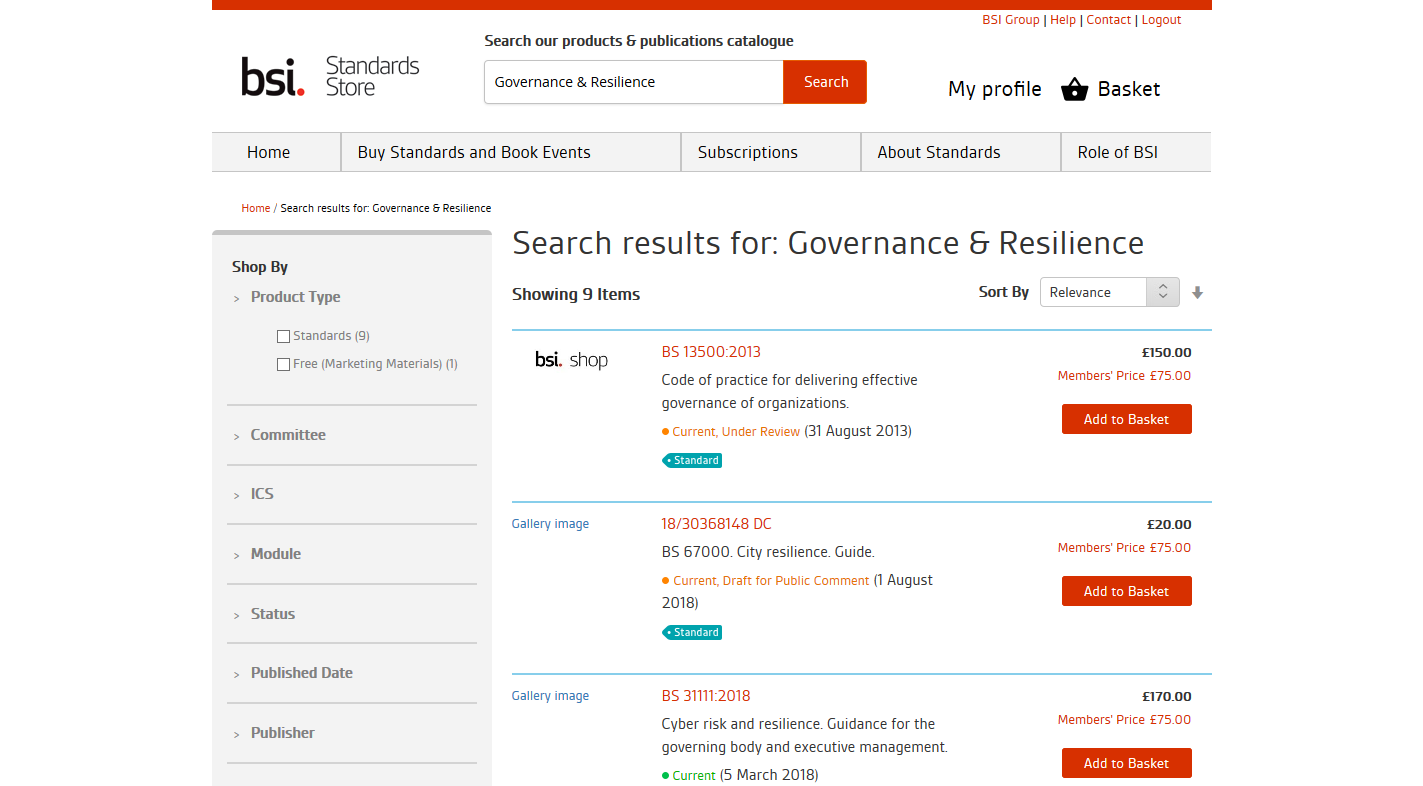 BSI Group | Help | Contact | Logout
Search our products & publications catalogue
bsi. Standards Store
Governance & Resilience
Search
My profile
Basket
Home
Buy Standards and Book Events
Subscriptions
About Standards
Role of BSI
Home / Search results for: Governance & Resilience
Shop By
> Product Type
Standards (9)
Free (Marketing Materials) (1)
> Committee
> ICS
> Module
> Status
> Published Date
> Publisher
Search results for: Governance & Resilience
Showing 9 Items
Sort By
Relevance
bsi. shop
BS 13500:2013
Code of practice for delivering effective
governance of organizations.
Current, Under Review (31 August 2013)
Standard
£150.00
Members' Price £75.00
Add to Basket
Gallery image
18/30368148 DC
BS 67000. City resilience. Guide.
Current, Draft for Public Comment (1 August
2018)
Standard
£20.00
Members' Price £75.00
Add to Basket
Gallery image
BS 31111:2018
Cyber risk and resilience. Guidance for the
governing body and executive management.
Current (5 March 2018)
£170.00
Members' Price £75.00
Add to Basket